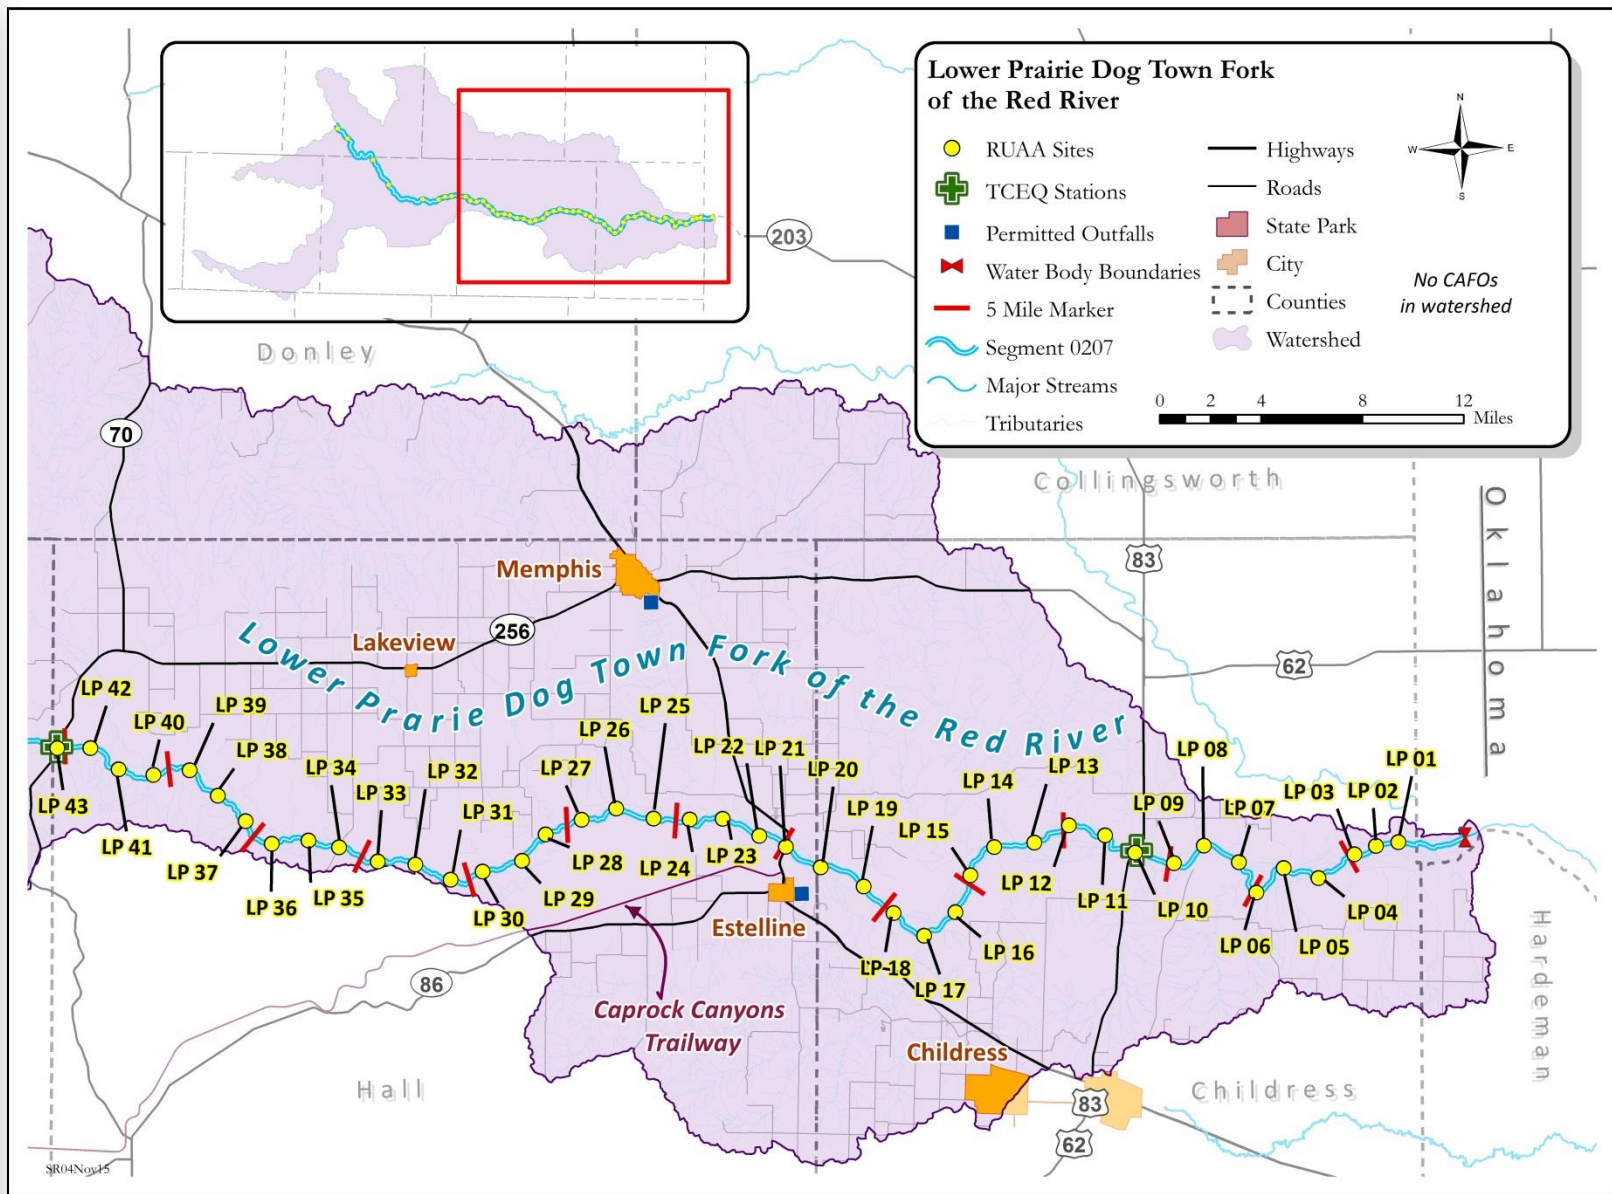 Lower Prairie Dog Town Fork
of the Red River
RUAA Sites
TCEQ Stations
Permitted Outfalls
Water Body Boundaries
5 Mile Marker
Segment 0207
Major Streams
Tributaries
Highways
Roads
State Park
City
Counties
Watershed
N
W
E
S
No CAFOs
in watershed
0 2 4 8 12 Miles
203
Donley
70
Collingsworth
83
Oklahoma
62
Memphis
256
Lakeview
Lower Prarie Dog Town Fork of the Red River
LP 42
LP 40
LP 39
LP 38
LP 43
LP 41
LP 37
LP 36
LP 35
LP 34
LP 33
LP 32
LP 31
LP 30
LP 29
LP 28
LP 27
LP 26
LP 25
LP 24
LP 23
LP 22
LP 21
LP 20
LP 19
LP 18
LP 17
LP 16
LP 15
LP 14
LP 13
LP 12
LP 11
LP 10
LP 09
LP 08
LP 07
LP 06
LP 05
LP 04
LP 03
LP 02
LP 01
Estelline
86
Caprock Canyons
Trailway
Childress
Hall
83
62
Childress
Hardeman
SR04Nov15